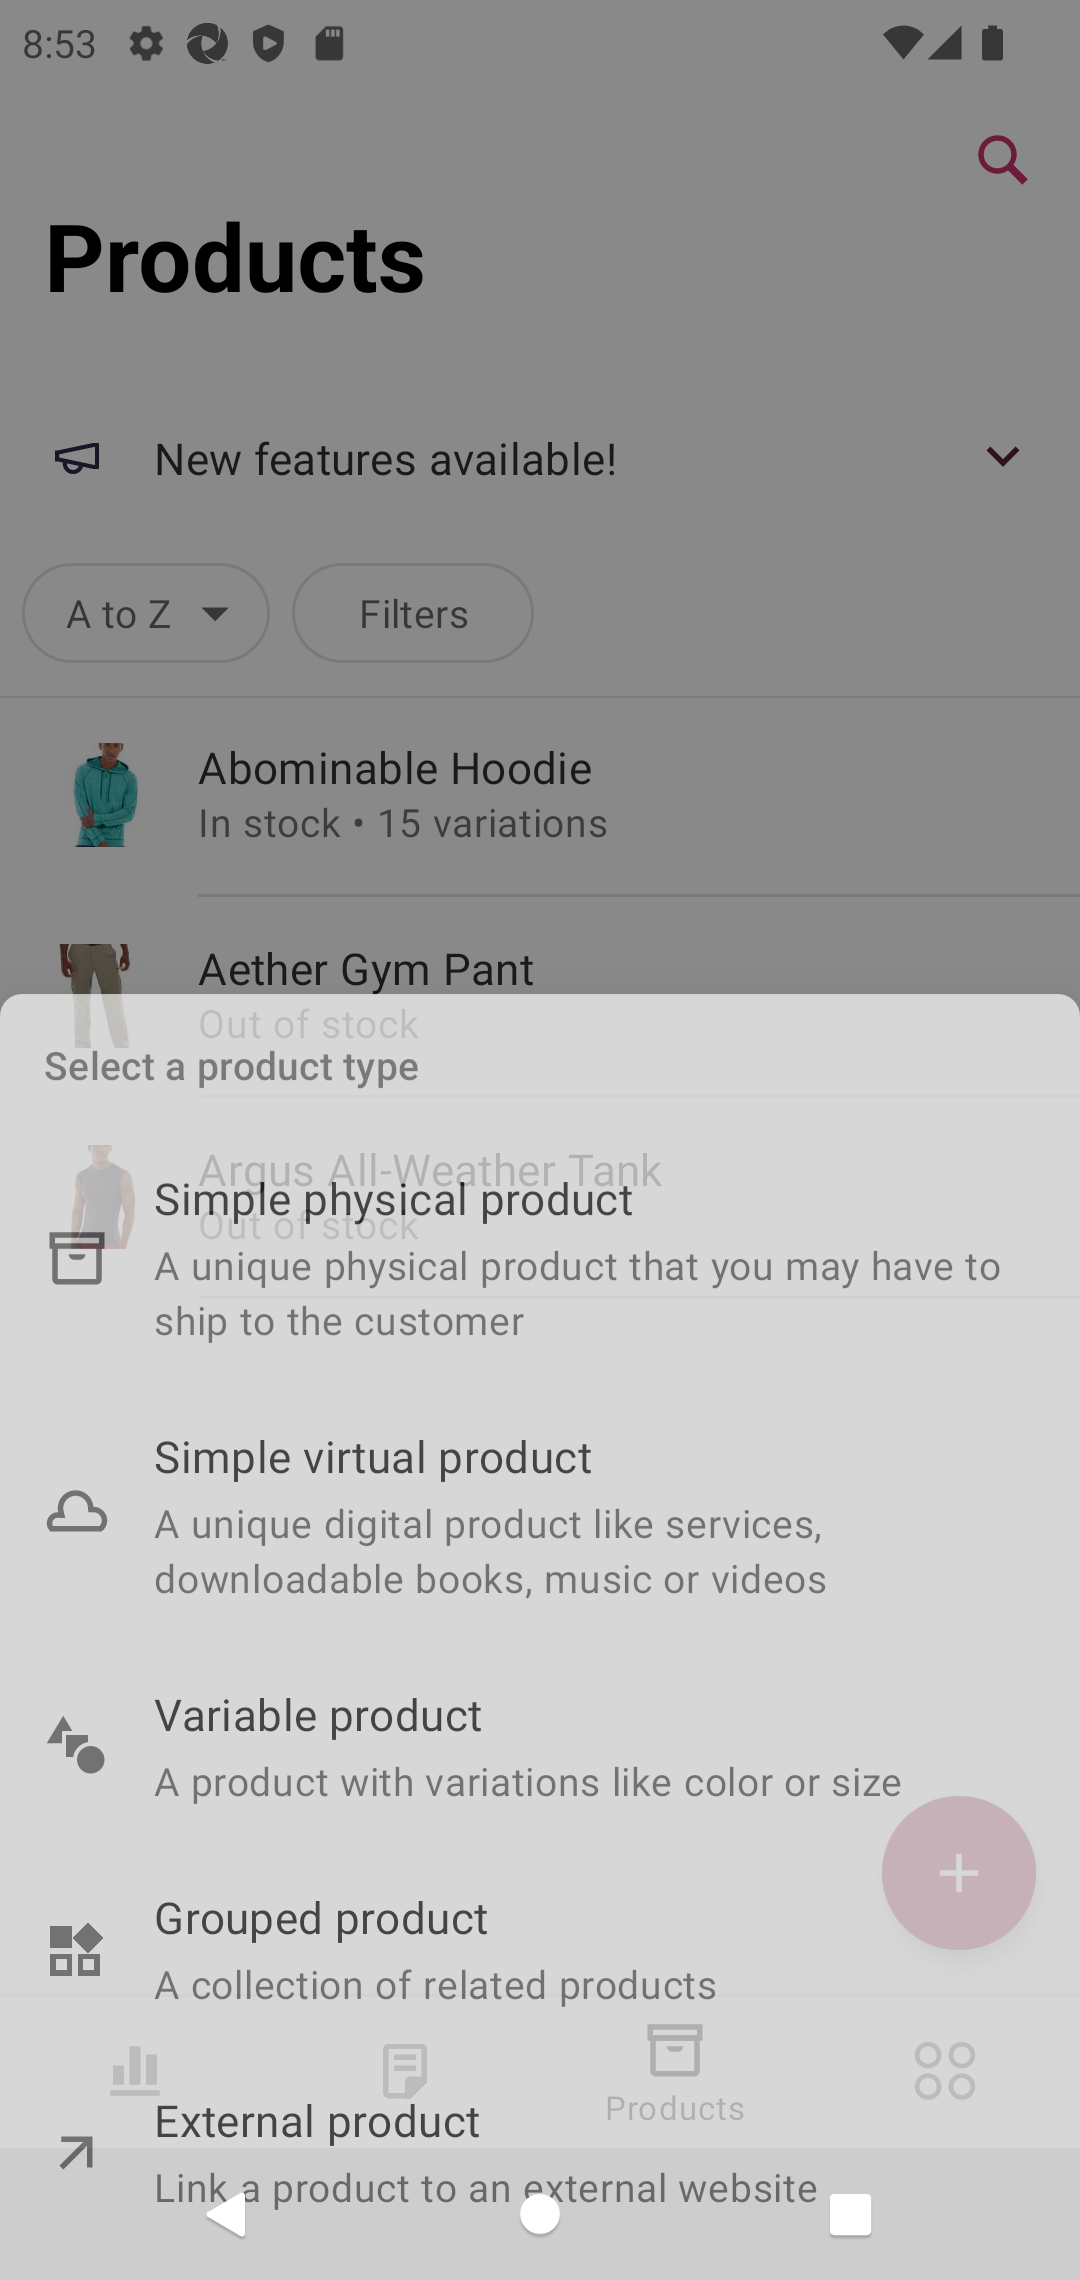 8:53
Products
New features available!
A to Z
Filters
Abominable Hoodie
In stock • 15 variations
Aether Gym Pant
Out of stock
Select a product type
Argus All-Weather Tank
Simple physical product
Out of stock
A unique physical product that you may have to
ship to the customer
Simple virtual product
A unique digital product like services,
downloadable books, music or videos
Variable product
A product with variations like color or size
Grouped product
A collection of related products
Products
External product
Link a product to an external website